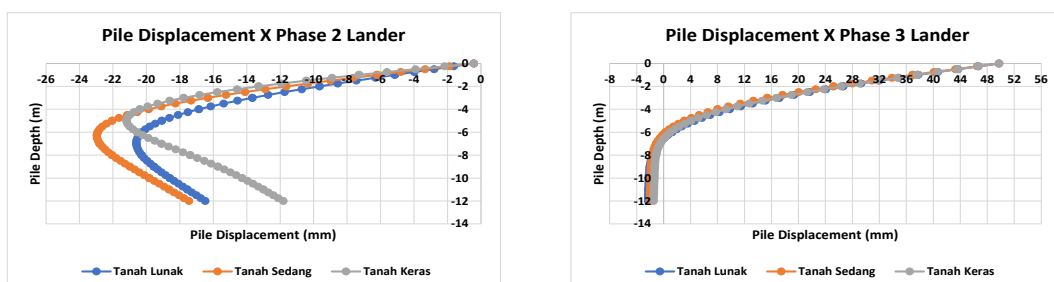 Pile Displacement X Phase 2 Lander
-26 -24 -22 -20 -18 -16 -14 -12 -10 -8 -6 -4 -2 0
0
-2
-4
-6
-8
-10
-12
-14
Pile Depth (m)
Pile Displacement (mm)
Tanah Lunak Tanah Sedang Tanah Keras
Pile Displacement X Phase 3 Lander
-8 -4 0 4 8 12 16 20 24 28 32 36 40 44 48 52 56
0
-2
-4
-6
-8
-10
-12
-14
Pile Depth (m)
Pile Displacement (mm)
Tanah Lunak Tanah Sedang Tanah Keras